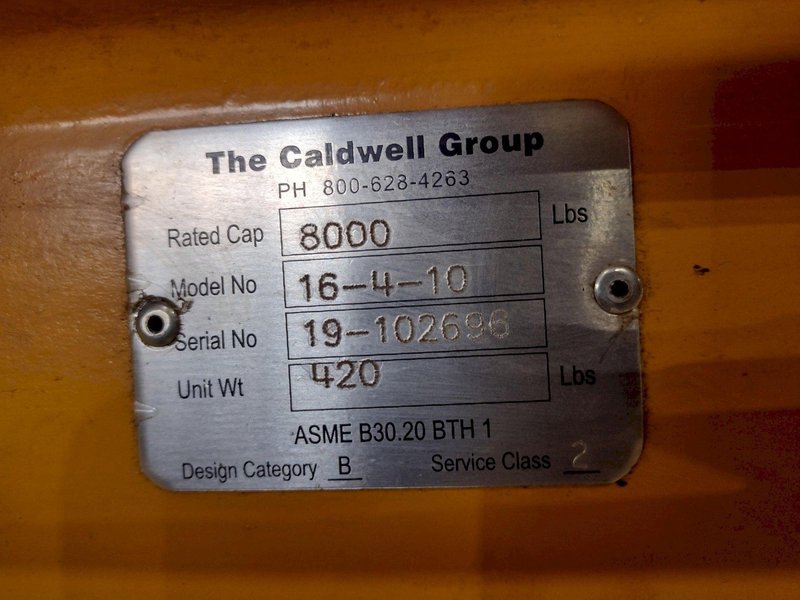 The Caldwell Group
PH 800-628-4263
Rated Cap 8000 Lbs
Model No 16-4-10
Serial No 19-102696
Unit Wt 420 Lbs
ASME B30.20 BTH 1
Design Category B Service Class 2